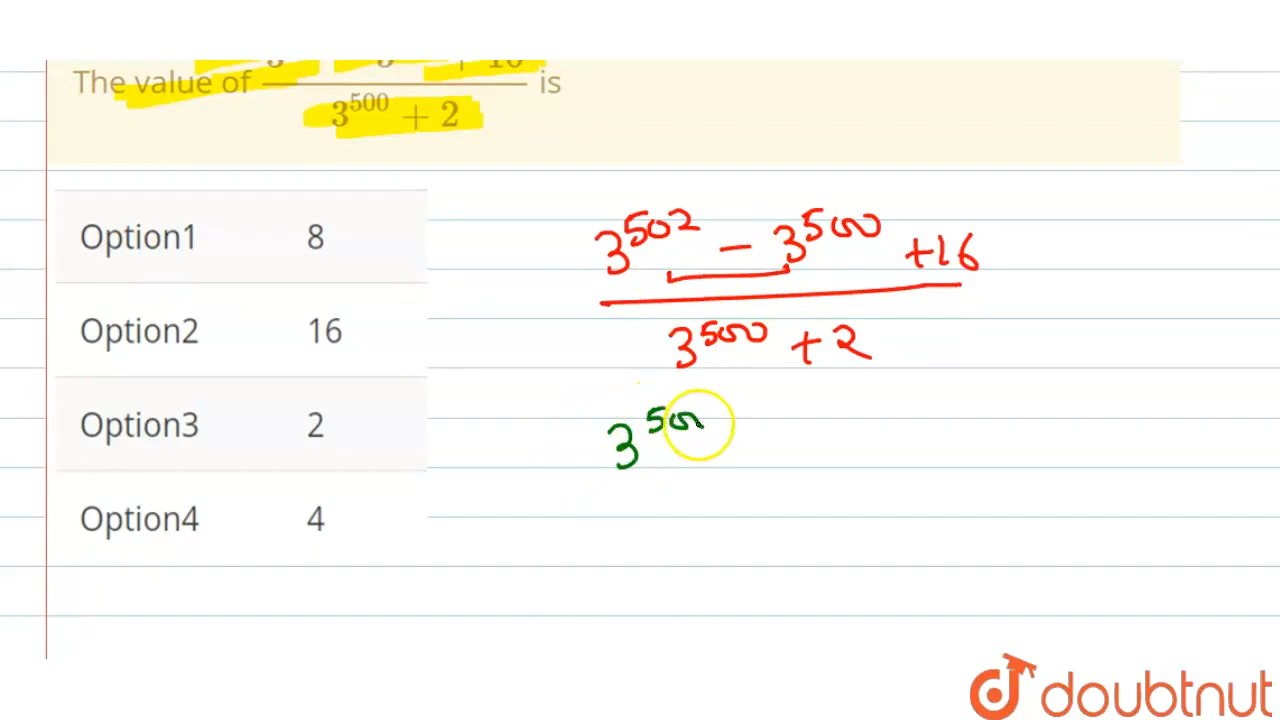 The value of + 16 / 3^500 + 2 is
Option1 8
Option2 16
Option3 2
Option4 4
3^502 − 3^500 +16
3^500 + 2
3^500
doubtnut